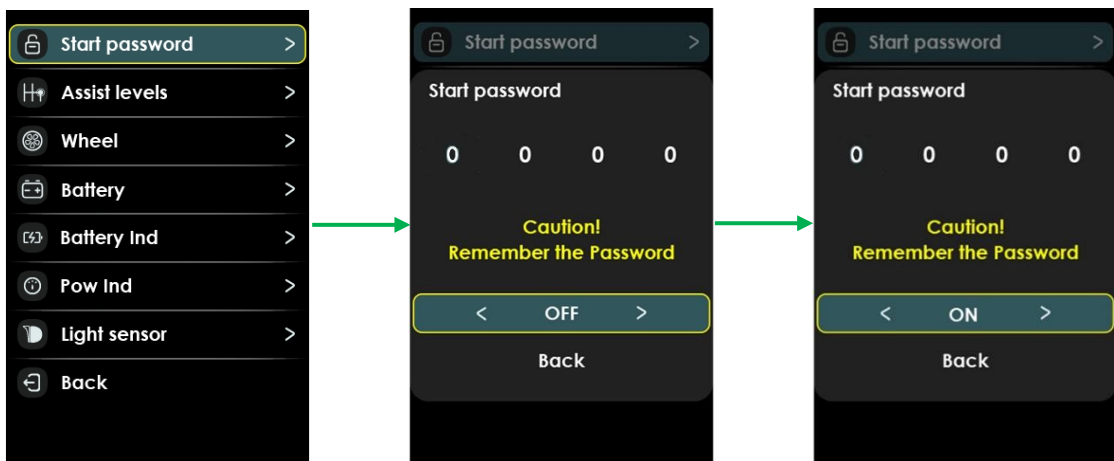 Start password >
Assist levels >
Wheel >
Battery >
Battery Ind >
Pow Ind >
Light sensor >
Back
Start password >
Start password
0 0 0 0
Caution!
Remember the Password
< OFF >
Back
Start password >
Start password
0 0 0 0
Caution!
Remember the Password
< ON >
Back